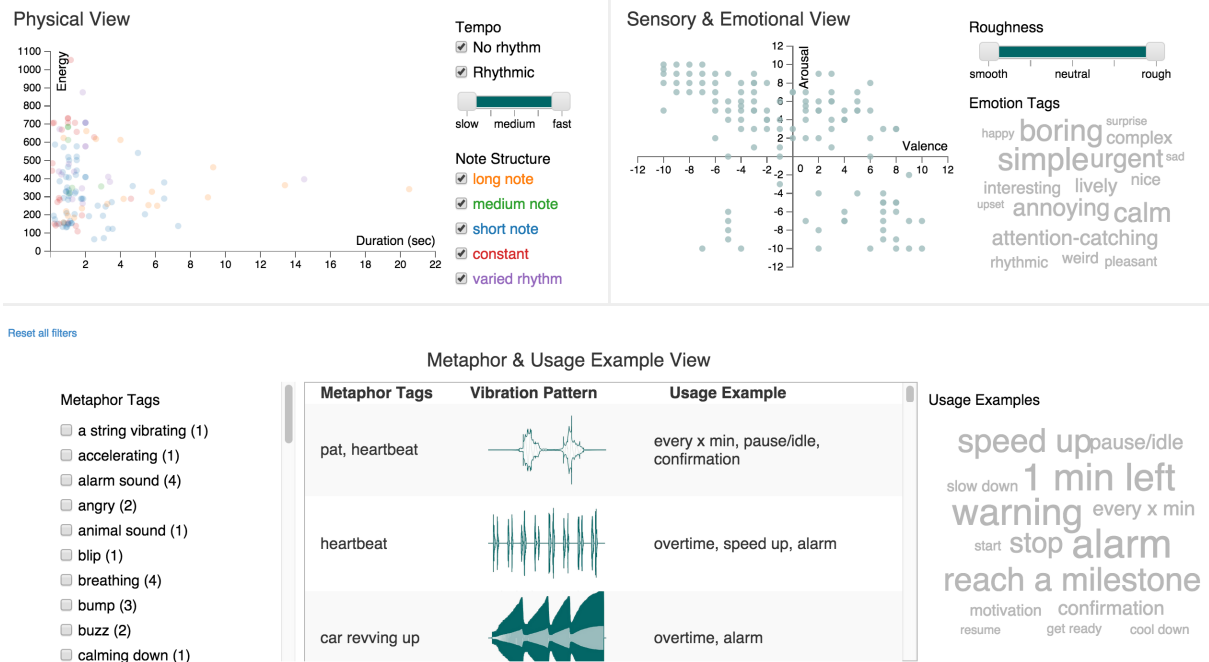 Physical View
Energy
1100
1000
900
800
700
600
500
400
300
200
100
0
2 4 6 8 10 12 14 16 18 20 22
Duration (sec)
Tempo
No rhythm
Rhythmic
slow medium fast
Note Structure
long note
medium note
short note
constant
varied rhythm
Sensory & Emotional View
Arousal
12
10
8
6
4
2
-2
-4
-6
-8
-10
-12
Valence
-12 -10 -8 -6 -4 -2 0 2 4 6 8 10 12
Roughness
smooth neutral rough
Emotion Tags
happy boring surprise
complex
simple urgent sad
interesting lively nice
upset annoying calm
attention-catching
rhythmic weird pleasant
Reset all filters
Metaphor & Usage Example View
Metaphor Tags
a string vibrating (1)
accelerating (1)
alarm sound (4)
angry (2)
animal sound (1)
blip (1)
breathing (4)
bump (3)
buzz (2)
calming down (1)
Metaphor Tags Vibration Pattern Usage Example
pat, heartbeat every x min, pause/idle,
confirmation
heartbeat overtime, speed up, alarm
car revving up overtime, alarm
Usage Examples
speed up pause/idle
slow down 1 min left
warning every x min
start stop alarm
reach a milestone
motivation confirmation
resume get ready cool down